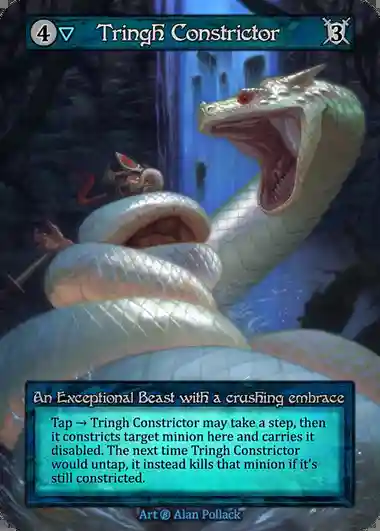 4 Tringh Constrictor 3
An Exceptional Beast with a crushing embrace
Tap → Tringh Constrictor may take a step, then
it constricts target minion here and carries it
disabled. The next time Tringh Constrictor
would untap, it instead kills that minion if it's
still constricted.
Art @ Alan Pollack